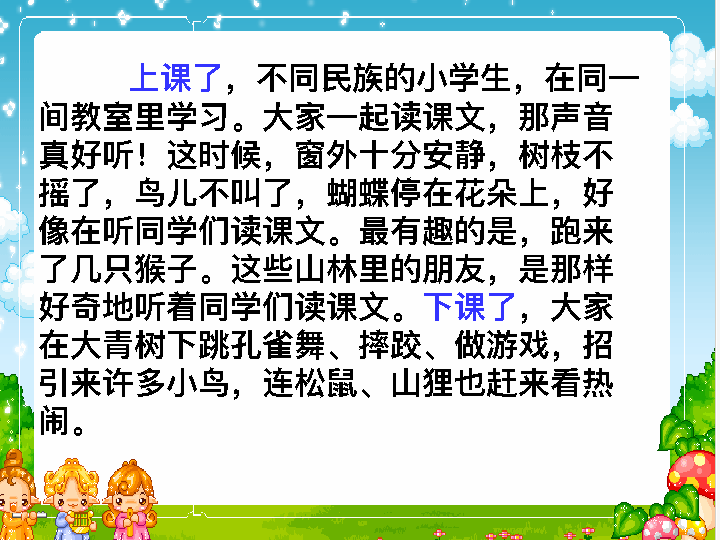 上课了，不同民族的小学生，在同一
间教室里学习。大家一起读课文，那声音
真好听！这时候，窗外十分安静，树枝不
摇了，鸟儿不叫了，蝴蝶停在花朵上，好
像在听同学们读课文。最有趣的是，跑来
了几只猴子。这些山林里的朋友，是那样
好奇地听着同学们读课文。下课了，大家
在大青树下跳孔雀舞、摔跤、做游戏，招
引来许多小鸟，连松鼠、山狸也赶来看热
闹。